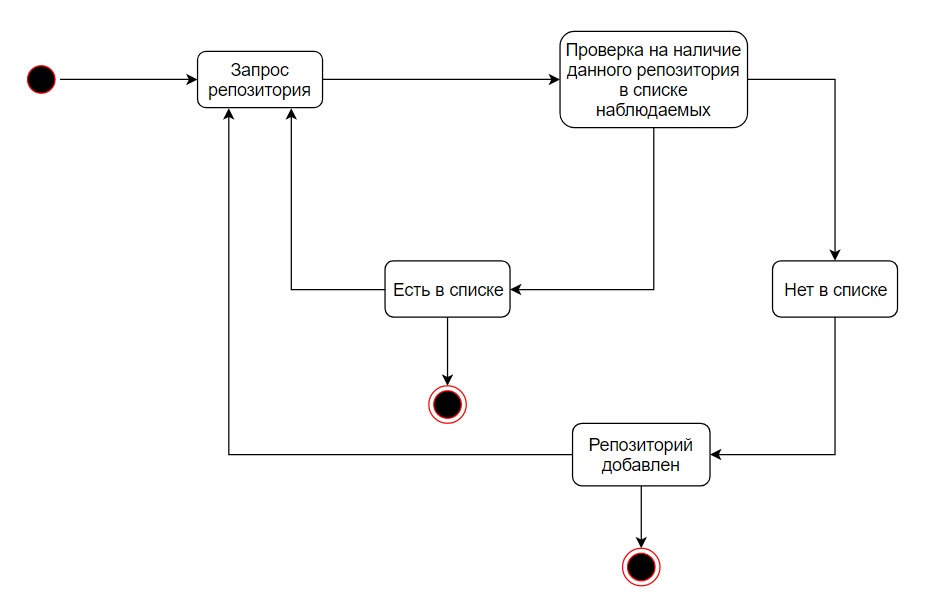 Запрос
репозитория
Проверка на наличие
данного репозитория
в списке
наблюдаемых
Есть в списке
Нет в списке
Репозиторий
добавлен